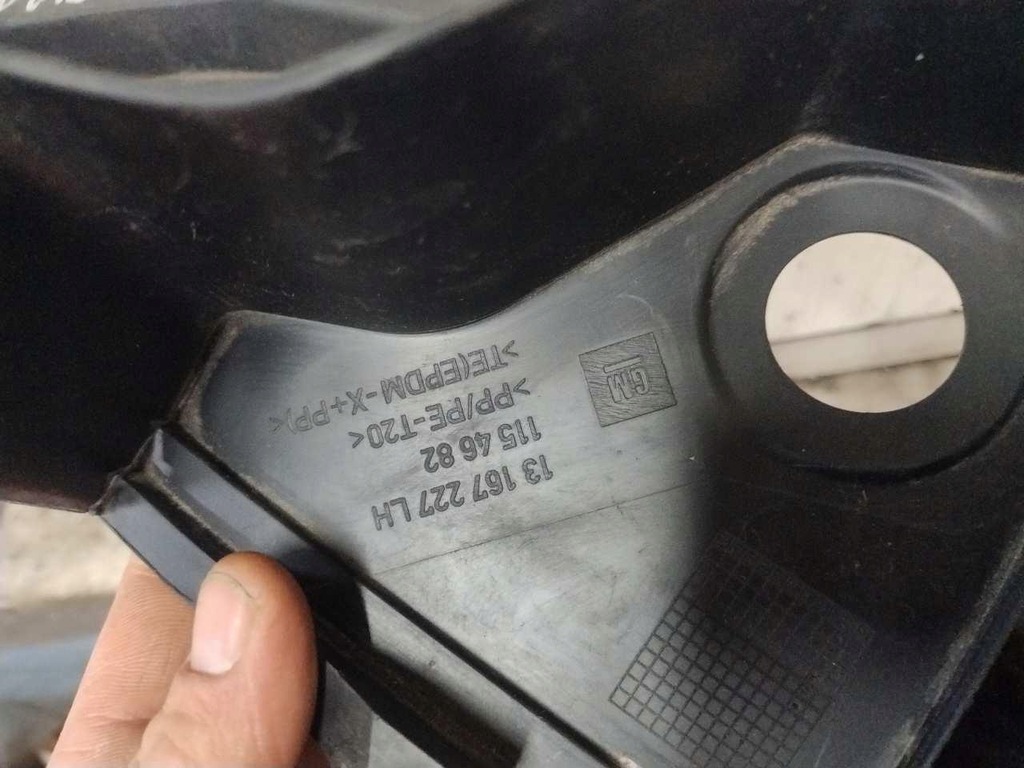 GM
13 167 227 LH
115 46 82
>PP/PE-T20<
>TE(EPDM-X+PP)<